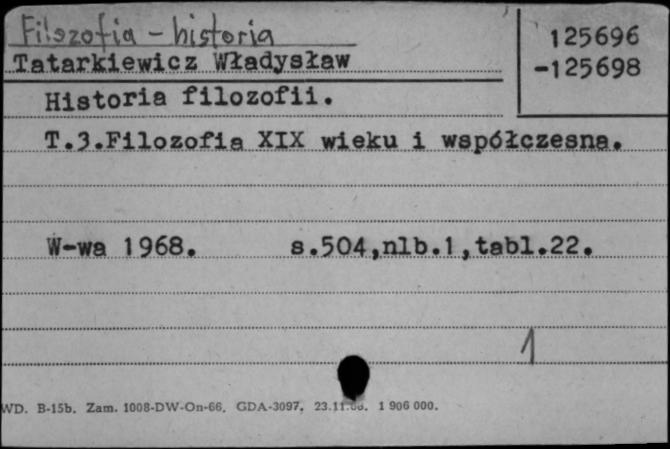 Filozofia - historia
125696
-125698
Tatarkiewicz Władysław
Historia filozofii.
T.3.Filozofia XIX wieku i współczesna.
W-wa 1968. s.504,nlb.1,tabl.22.
1
WD. B-15b. Zam. 1008-DW-On-66. GDA-3097. 1 906 000.